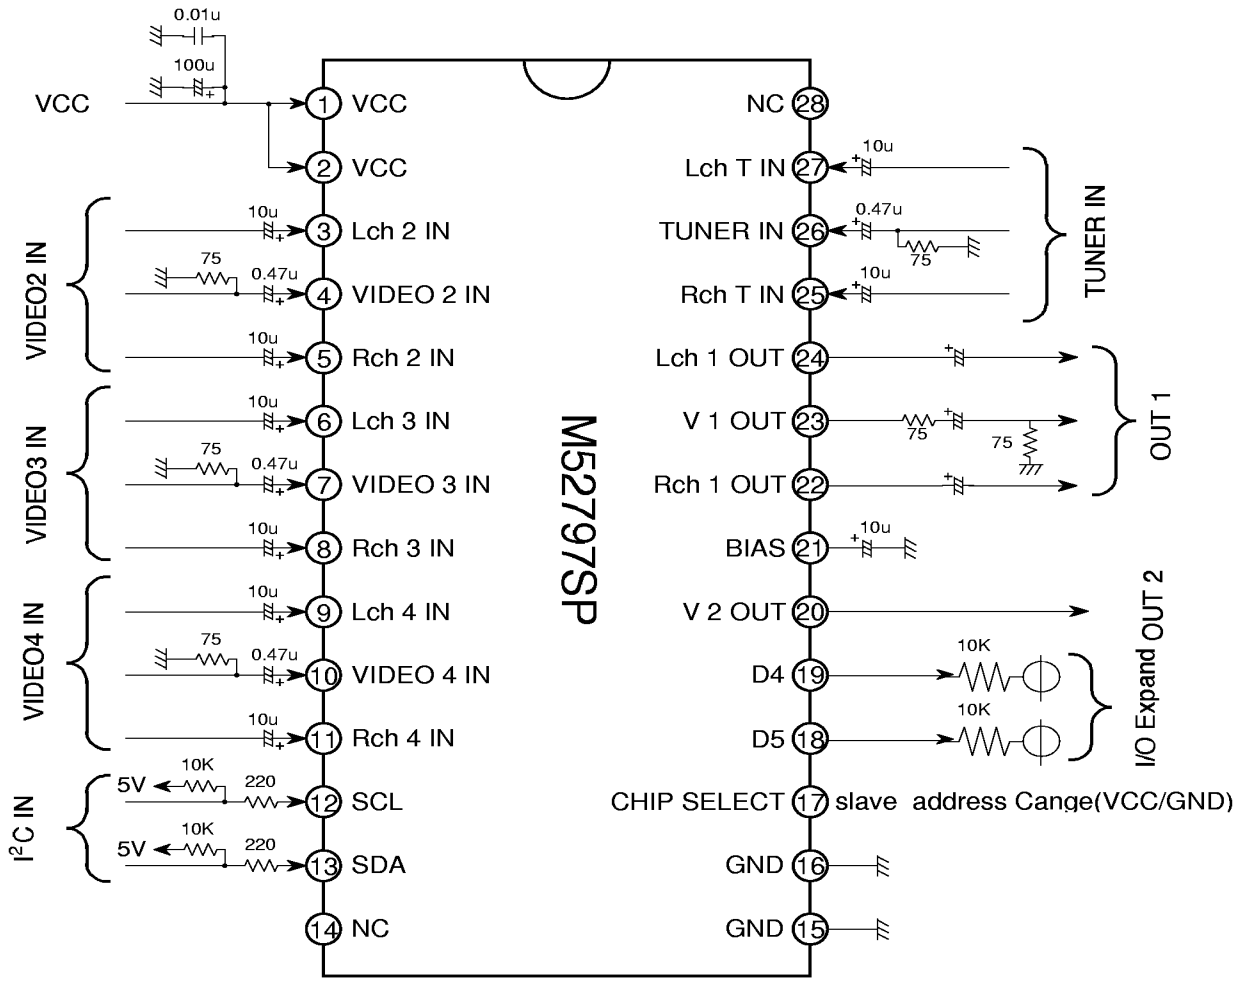 0.01u
100u
VCC
1 VCC
2 VCC
VIDEO2 IN
10u
3 Lch 2 IN
75
0.47u
4 VIDEO 2 IN
10u
5 Rch 2 IN
VIDEO3 IN
10u
6 Lch 3 IN
75
0.47u
7 VIDEO 3 IN
10u
8 Rch 3 IN
VIDEO4 IN
10u
9 Lch 4 IN
75
0.47u
10 VIDEO 4 IN
10u
11 Rch 4 IN
I²C IN
5V
10K
220
12 SCL
5V
10K
220
13 SDA
14 NC
M52797SP
NC 28
Lch T IN 27
10u
TUNER IN 26
0.47u
75
Rch T IN 25
10u
TUNER IN
Lch 1 OUT 24
V 1 OUT 23
75
75
Rch 1 OUT 22
OUT 1
BIAS 21
10u
V 2 OUT 20
OUT 2
D4 19
10K
D5 18
10K
I/O Expand
CHIP SELECT 17 slave address Cange(VCC/GND)
GND 16
GND 15